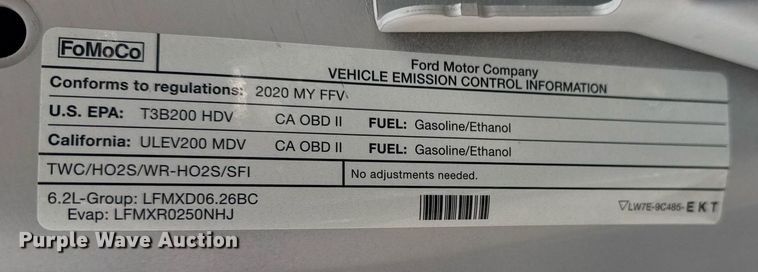 FoMoCo
Ford Motor Company
VEHICLE EMISSION CONTROL INFORMATION
Conforms to regulations: 2020 MY FFV
U.S. EPA: T3B200 HDV CA OBD II FUEL: Gasoline/Ethanol
California: ULEV200 MDV CA OBD II FUEL: Gasoline/Ethanol
TWC/HO2S/WR-HO2S/SFI No adjustments needed.
6.2L-Group: LFMXD06.26BC
Evap: LFMXR0250NHJ
LW7E-9C485-EKT
Purple Wave Auction